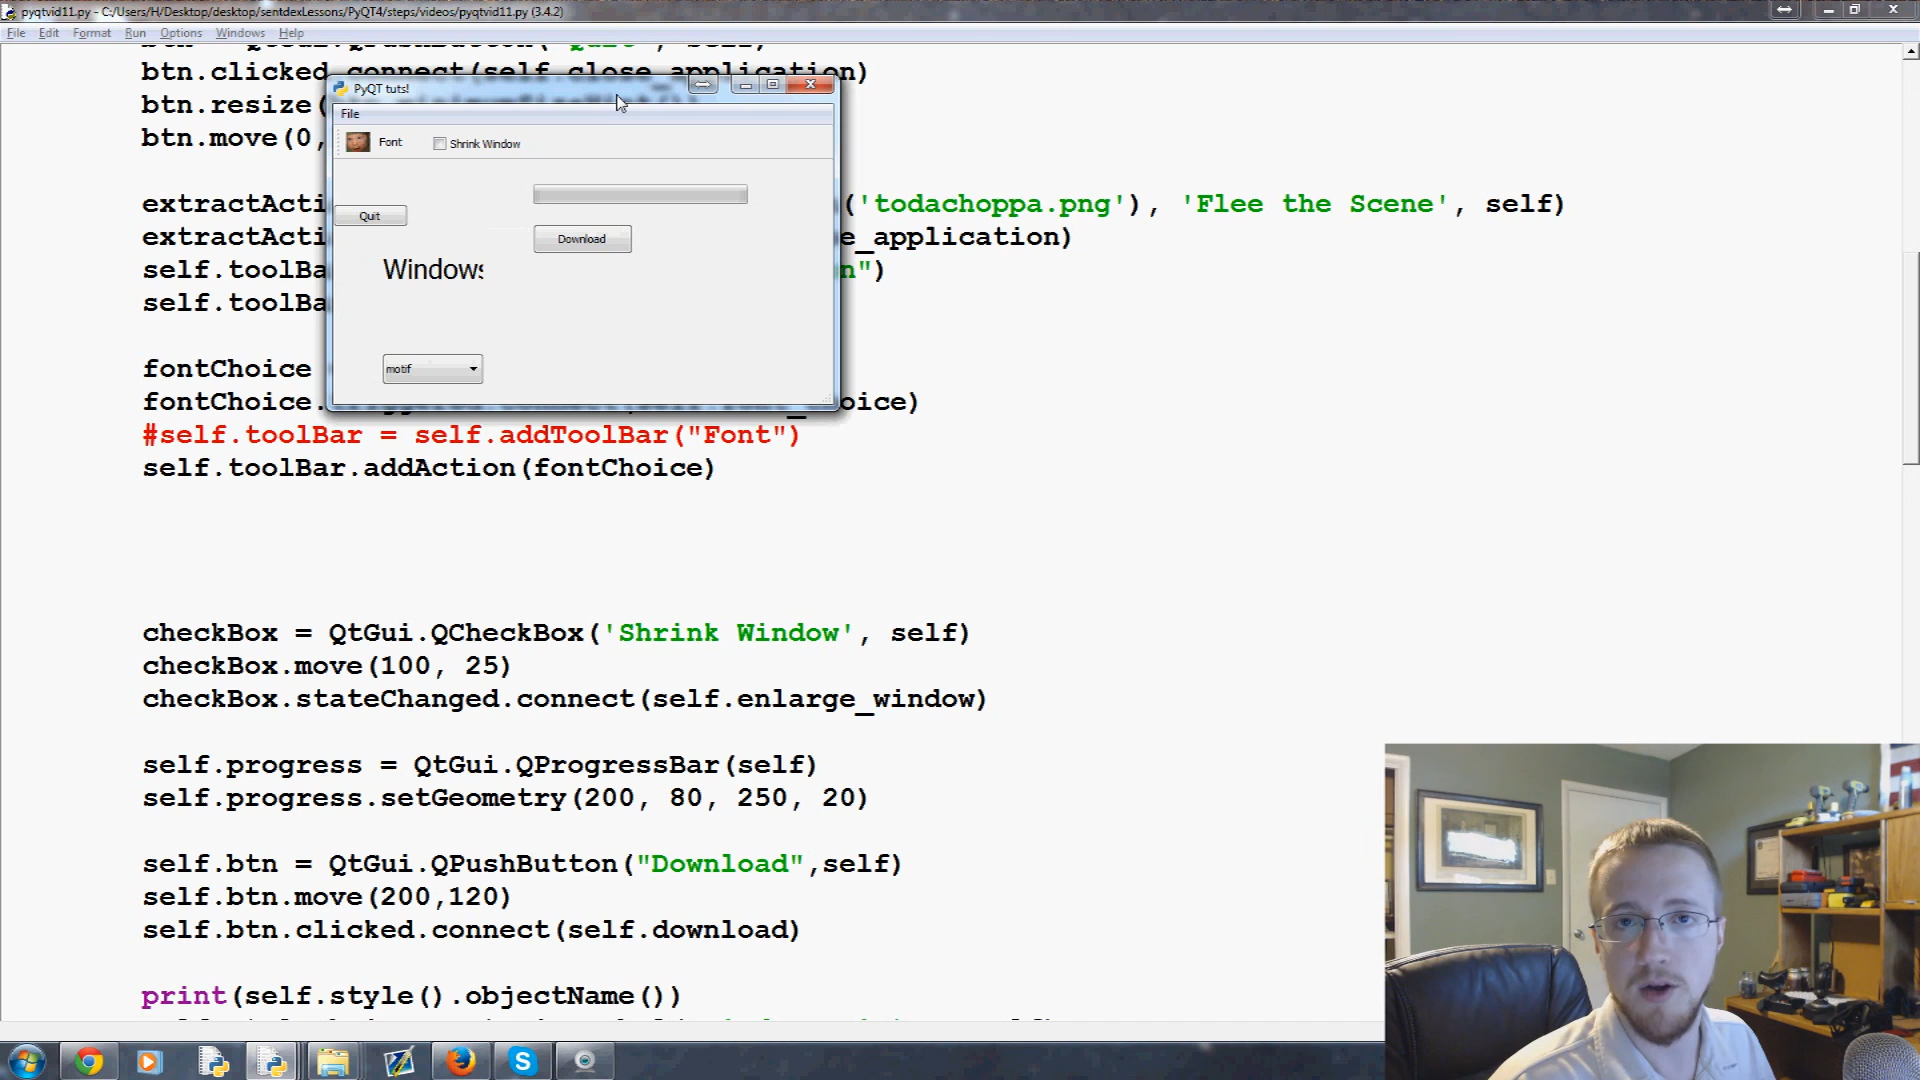 pyqtvid11.py - C:/Users/H/Desktop/desktop/sentdexLessons/PyQT4/steps/videos/pyqtvid11.py (3.4.2)
File Edit Format Run Options Windows Help
btn.clicked.connect(self.close_application)
PyQT tuts!
btn.resize(
File
btn.move(0,
Font
Shrink Window
extractActi
('todachoppa.png'), 'Flee the Scene', self)
Quit
extractActi
e_application)
Download
self.toolBa
n")
Windows
self.toolBa
fontChoice
motif
fontChoice.
oice)
#self.toolBar = self.addToolBar("Font")
self.toolBar.addAction(fontChoice)
checkBox = QtGui.QCheckBox('Shrink Window', self)
checkBox.move(100, 25)
checkBox.stateChanged.connect(self.enlarge_window)
self.progress = QtGui.QProgressBar(self)
self.progress.setGeometry(200, 80, 250, 20)
self.btn = QtGui.QPushButton("Download",self)
self.btn.move(200,120)
self.btn.clicked.connect(self.download)
print(self.style().objectName())